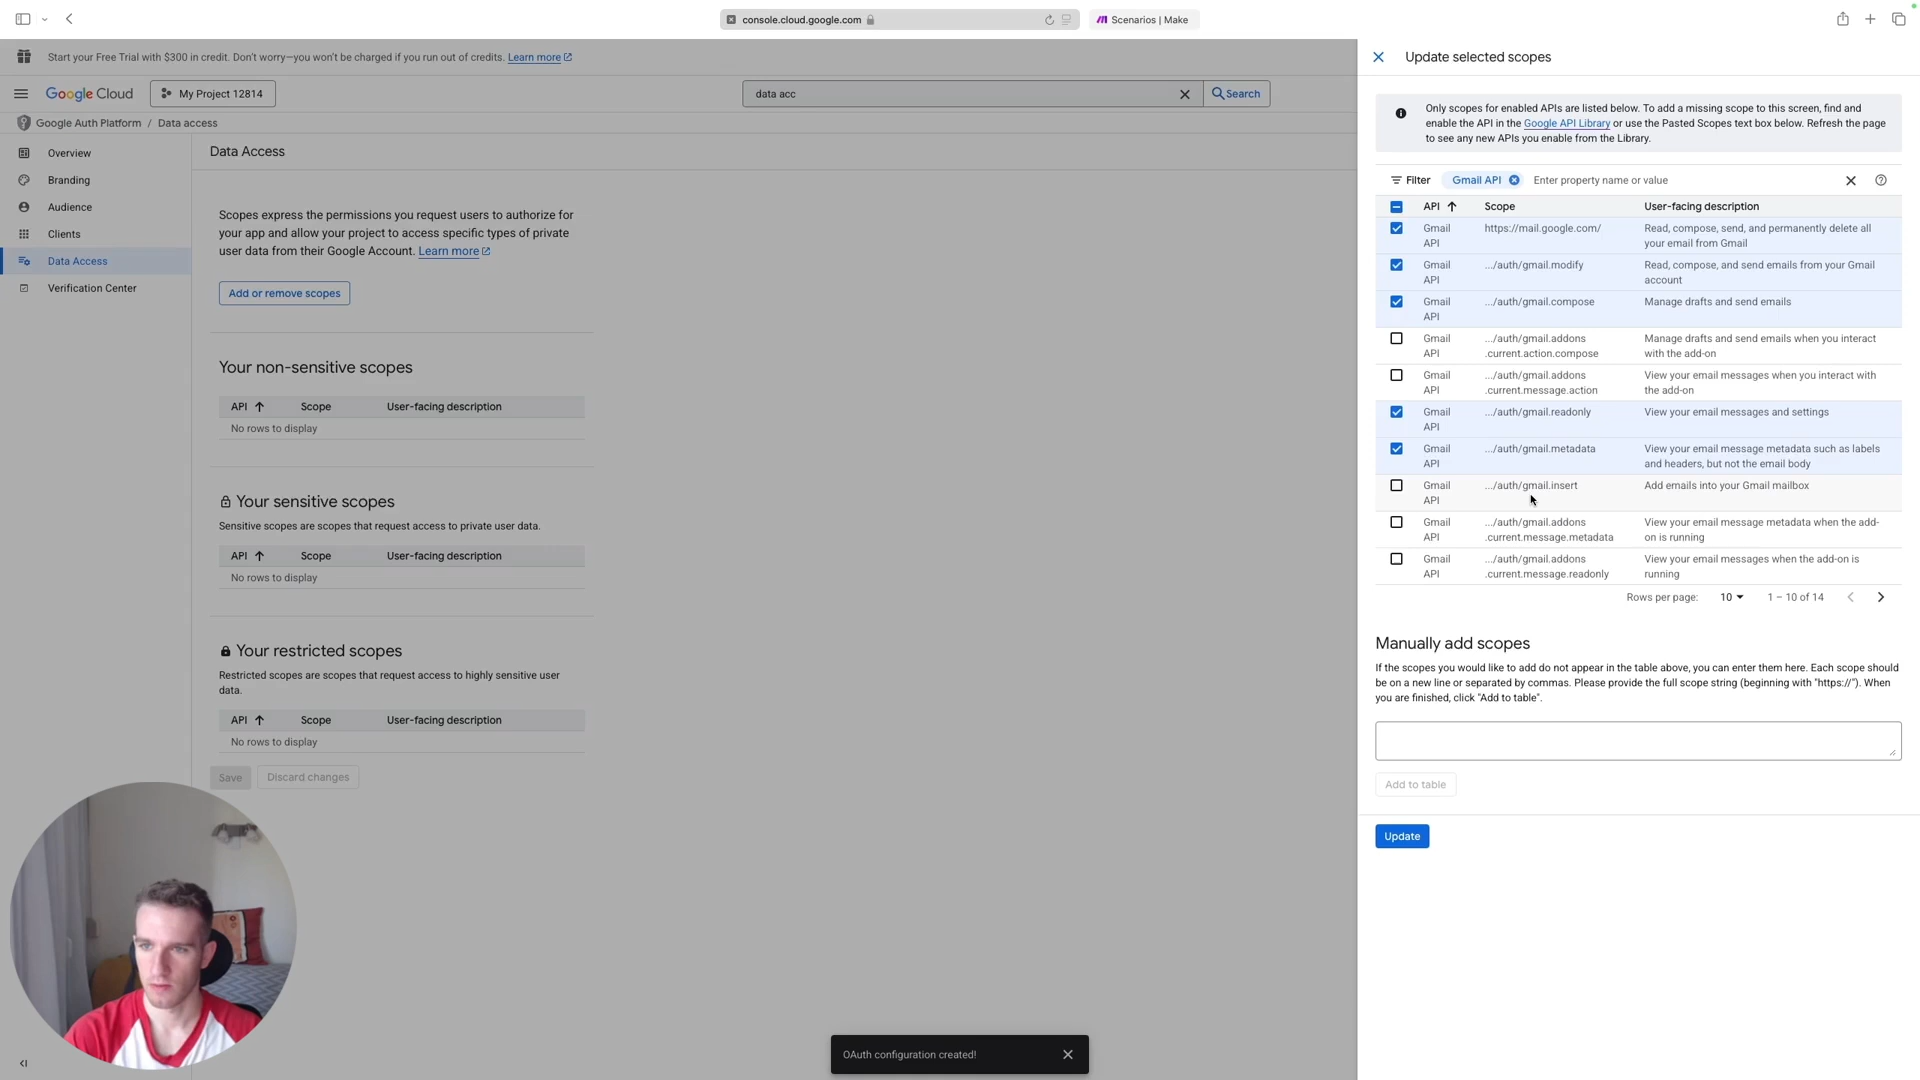 console.cloud.google.com
Scenarios | Make
Start your Free Trial with $300 in credit. Don't worry—you won't be charged if you run out of credits. Learn more
Google Cloud
My Project 12814
data acc
Search
Google Auth Platform / Data access
Overview
Branding
Audience
Clients
Data Access
Verification Center
Data Access
Scopes express the permissions you request users to authorize for
your app and allow your project to access specific types of private
user data from their Google Account. Learn more
Add or remove scopes
Your non-sensitive scopes
API Scope User-facing description
No rows to display
Your sensitive scopes
Sensitive scopes are scopes that request access to private user data.
API Scope User-facing description
No rows to display
Your restricted scopes
Restricted scopes are scopes that request access to highly sensitive user
data.
API Scope User-facing description
No rows to display
Save Discard changes
OAuth configuration created!
Update selected scopes
Only scopes for enabled APIs are listed below. To add a missing scope to this screen, find and
enable the API in the Google API Library or use the Pasted Scopes text box below. Refresh the page
to see any new APIs you enable from the Library.
Filter Gmail API Enter property name or value
API Scope User-facing description
Gmail https://mail.google.com/ Read, compose, send, and permanently delete all
API your email from Gmail
Gmail .../auth/gmail.modify Read, compose, and send emails from your Gmail
API account
Gmail .../auth/gmail.compose Manage drafts and send emails
API
Gmail .../auth/gmail.addons Manage drafts and send emails when you interact
API .current.action.compose with the add-on
Gmail .../auth/gmail.addons View your email messages when you interact with
API .current.message.action the add-on
Gmail .../auth/gmail.readonly View your email messages and settings
API
Gmail .../auth/gmail.metadata View your email message metadata such as labels
API and headers, but not the email body
Gmail .../auth/gmail.insert Add emails into your Gmail mailbox
API
Gmail .../auth/gmail.addons View your email message metadata when the add-
API .current.message.metadata on is running
Gmail .../auth/gmail.addons View your email messages when the add-on is
API .current.message.readonly running
Rows per page: 10 1 – 10 of 14
Manually add scopes
If the scopes you would like to add do not appear in the table above, you can enter them here. Each scope should
be on a new line or separated by commas. Please provide the full scope string (beginning with "https://"). When
you are finished, click "Add to table".
Add to table
Update